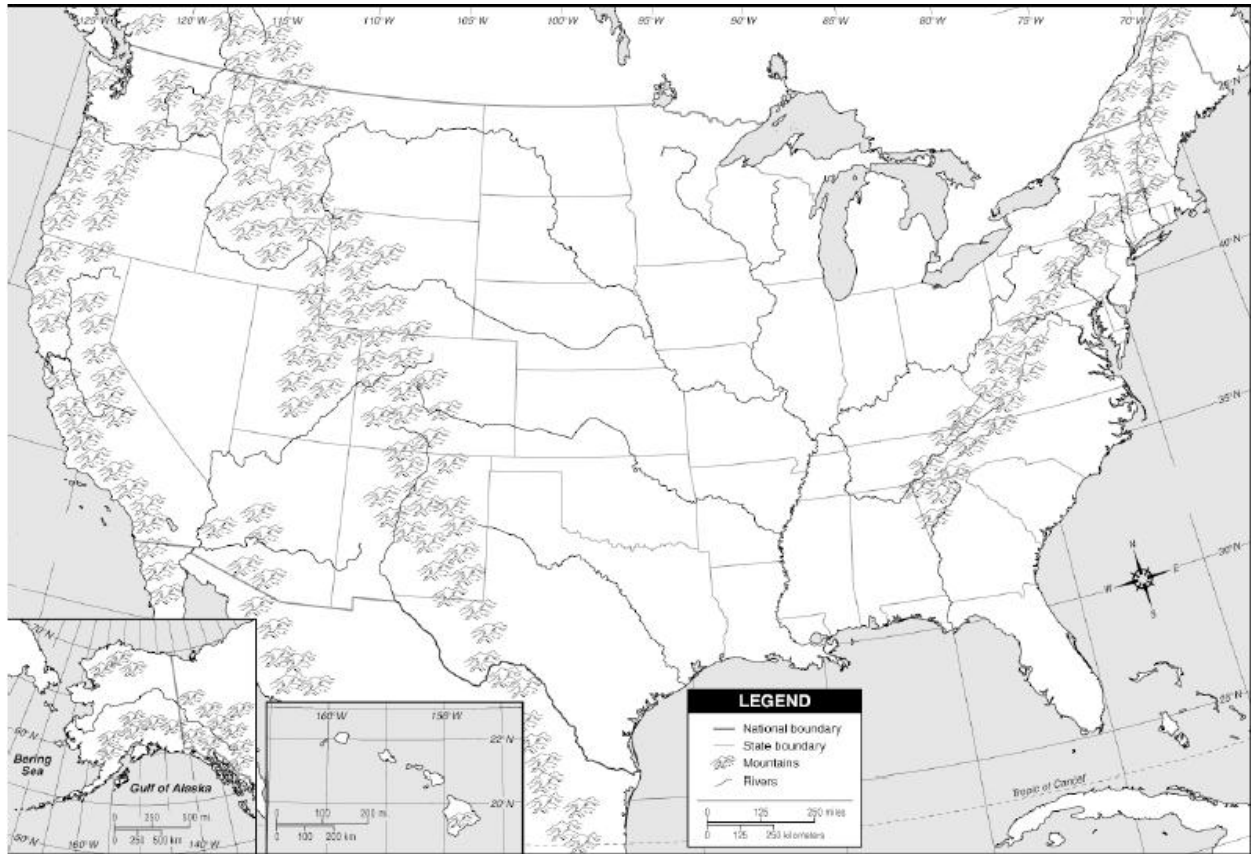 125°W 120°W 115°W 110°W 105°W 100°W 95°W 90°W 85°W 80°W 75°W 70°W
25°N
40°N
35°N
N
W E
S
30°N
25°N
LEGEND
National boundary
State boundary
Mountains
Rivers
0 125 250 miles
0 125 250 kilometers
Tropic of Cancer
70°N
60°N
Bering
Sea
Gulf of Alaska
0 250 500 mi.
0 250 500 km
50°N 160°W 140°W
160°W 155°W
22°N
20°N
0 100 200 mi.
0 100 200 km